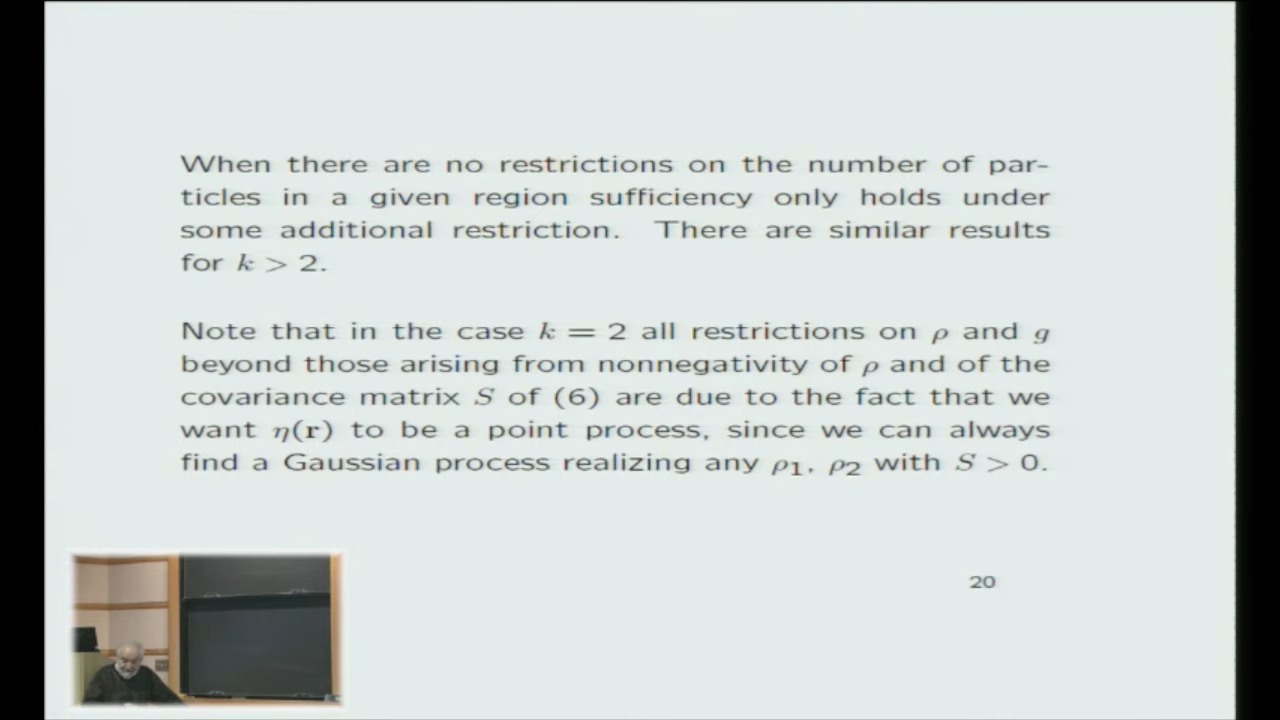 When there are no restrictions on the number of par-
ticles in a given region sufficiency only holds under
some additional restriction. There are similar results
for k > 2.
Note that in the case k = 2 all restrictions on ρ and g
beyond those arising from nonnegativity of ρ and of the
covariance matrix S of (6) are due to the fact that we
want η(r) to be a point process, since we can always
find a Gaussian process realizing any ρ₁, ρ₂ with S > 0.
20